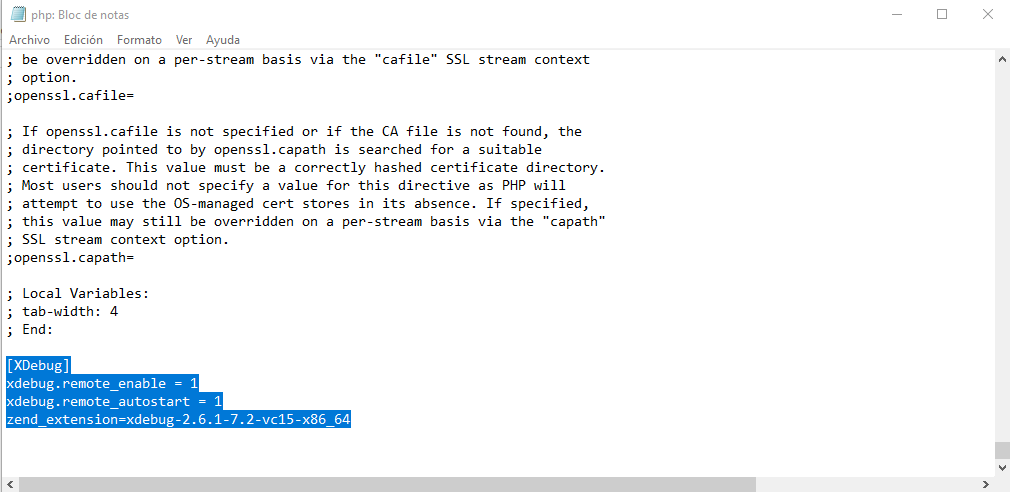 php: Bloc de notas
Archivo Edición Formato Ver Ayuda
; be overridden on a per-stream basis via the "cafile" SSL stream context
; option.
;openssl.cafile=
; If openssl.cafile is not specified or if the CA file is not found, the
; directory pointed to by openssl.capath is searched for a suitable
; certificate. This value must be a correctly hashed certificate directory.
; Most users should not specify a value for this directive as PHP will
; attempt to use the OS-managed cert stores in its absence. If specified,
; this value may still be overridden on a per-stream basis via the "capath"
; SSL stream context option.
;openssl.capath=
; Local Variables:
; tab-width: 4
; End:
[XDebug]
xdebug.remote_enable = 1
xdebug.remote_autostart = 1
zend_extension=xdebug-2.6.1-7.2-vc15-x86_64